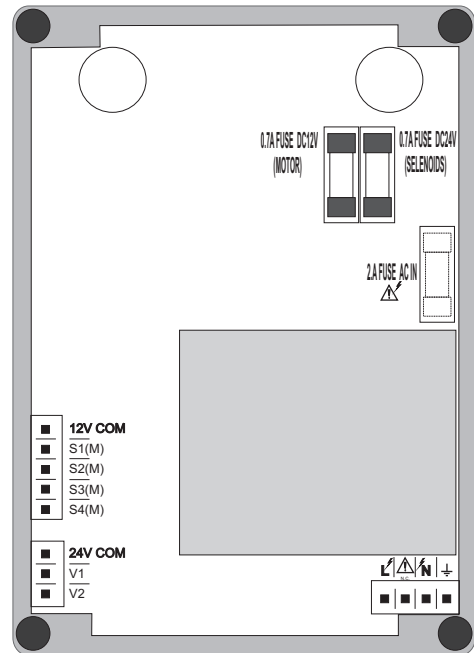 0.7A FUSE DC12V
(MOTOR)
0.7A FUSE DC24V
(SELENOIDS)
2.A FUSE AC IN
12V COM
S1(M)
S2(M)
S3(M)
S4(M)
24V COM
V1
V2
L N
N.C.